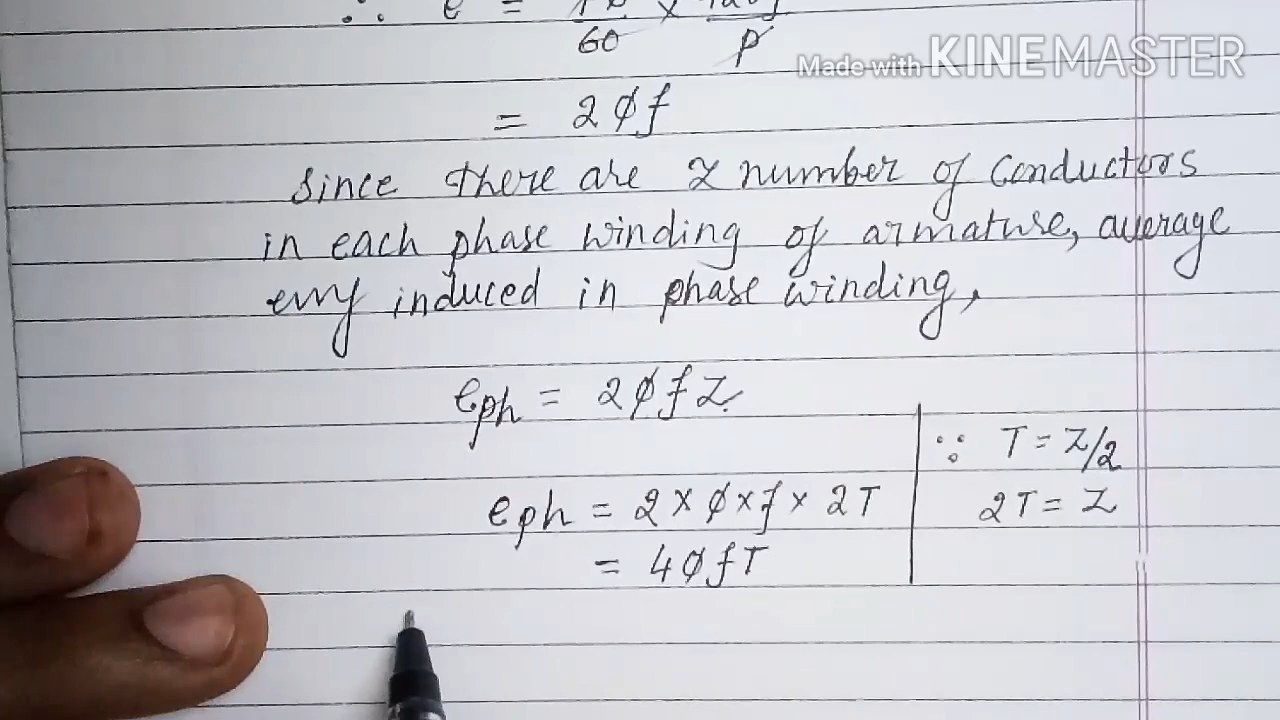 ∴ e =
60 p
Made with KINEMASTER
= 2φf
Since there are Z number of conductors
in each phase winding of armature, average
emf induced in phase winding,
eph = 2φfZ
∵ T = Z/2
eph = 2×φ×f×2T
2T = Z
= 4φfT